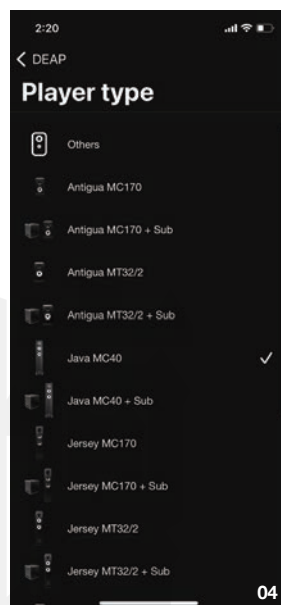 2:20
DEAP
Player type
Others
Antigua MC170
Antigua MC170 + Sub
Antigua MT32/2
Antigua MT32/2 + Sub
Java MC40
Java MC40 + Sub
Jersey MC170
Jersey MC170 + Sub
Jersey MT32/2
Jersey MT32/2 + Sub
04